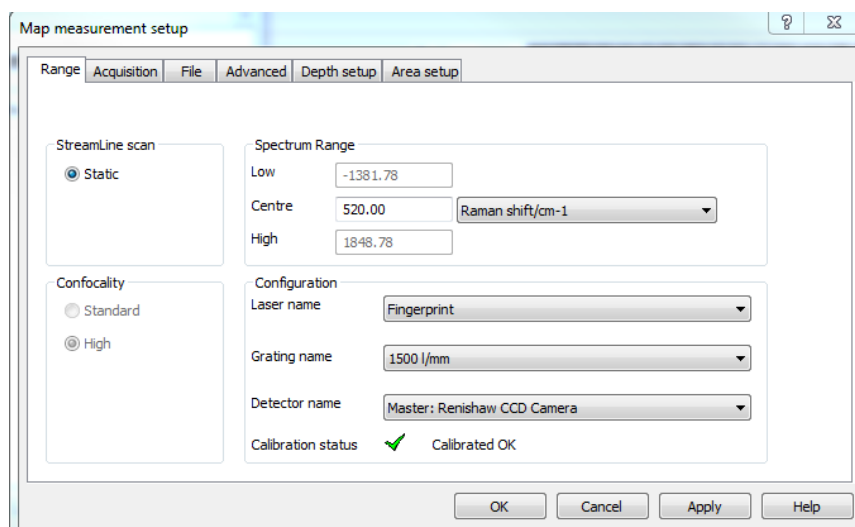 Map measurement setup
Range Acquisition File Advanced Depth setup Area setup
StreamLine scan
Static
Spectrum Range
Low -1381.78
Centre 520.00 Raman shift/cm-1
High 1848.78
Confocality
Standard
High
Configuration
Laser name Fingerprint
Grating name 1500 l/mm
Detector name Master: Renishaw CCD Camera
Calibration status Calibrated OK
OK Cancel Apply Help